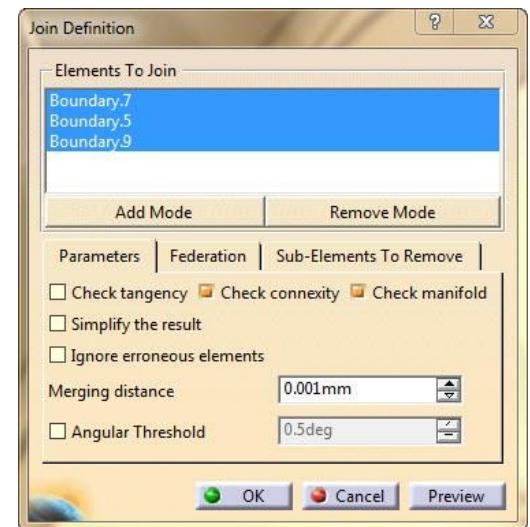 Join Definition
?
Elements To Join
Boundary.7
Boundary.5
Boundary.9
Add Mode Remove Mode
Parameters Federation Sub-Elements To Remove
Check tangency Check connexity Check manifold
Simplify the result
Ignore erroneous elements
Merging distance 0.001mm
Angular Threshold 0.5deg
OK Cancel Preview